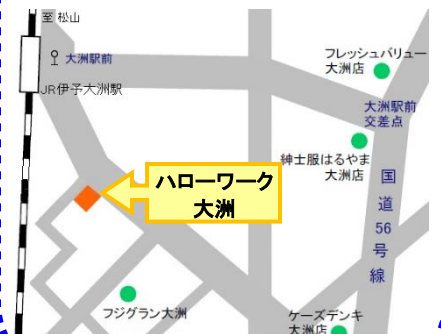 至 松山
大洲駅前
JR伊予大洲駅
フレッシュバリュー
大洲店
大洲駅前
交差点
紳士服はるやま
大洲店
国道56号線
ハローワーク
大洲
フジグラン大洲
ケーズデンキ
大洲店